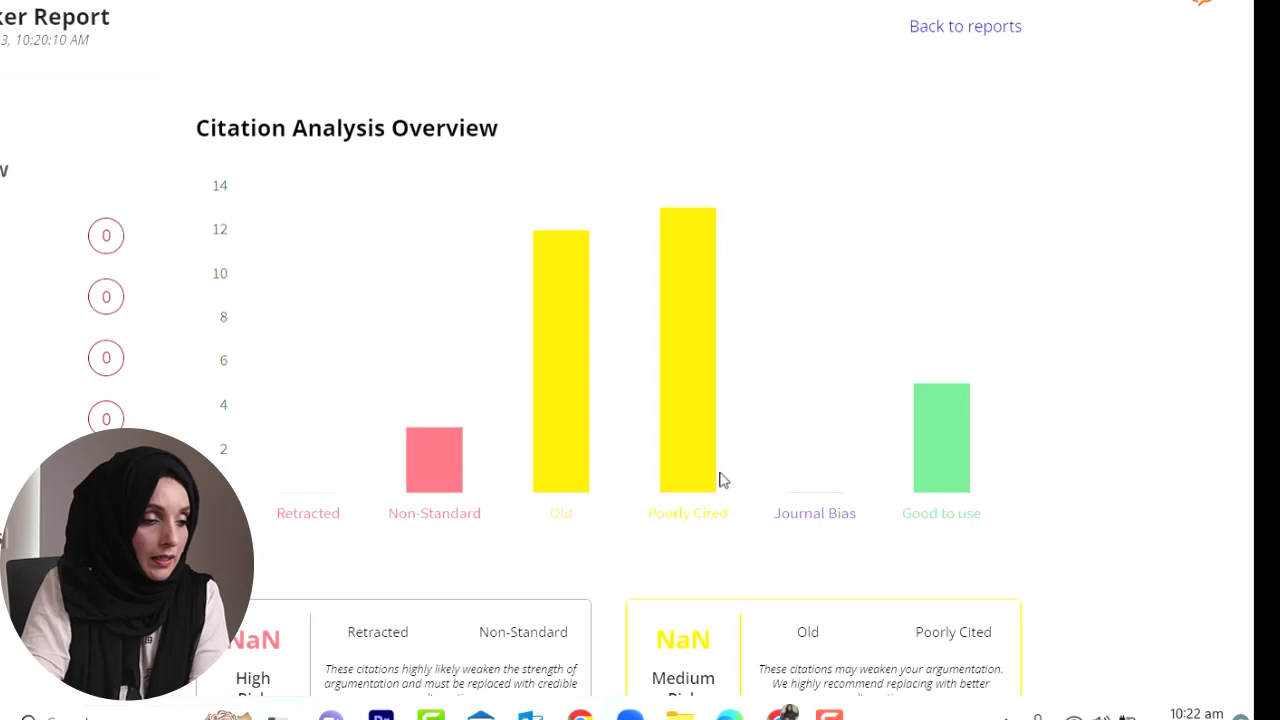 ker Report
3, 10:20:10 AM
Back to reports
Citation Analysis Overview
w
14
12
10
8
6
4
2
0
0
0
0
Retracted
Non-Standard
Old
Poorly Cited
Journal Bias
Good to use
NaN
High
Retracted
Non-Standard
These citations highly likely weaken the strength of
argumentation and must be replaced with credible
NaN
Medium
Old
Poorly Cited
These citations may weaken your argumentation.
We highly recommend replacing with better
Pr
10:22 am